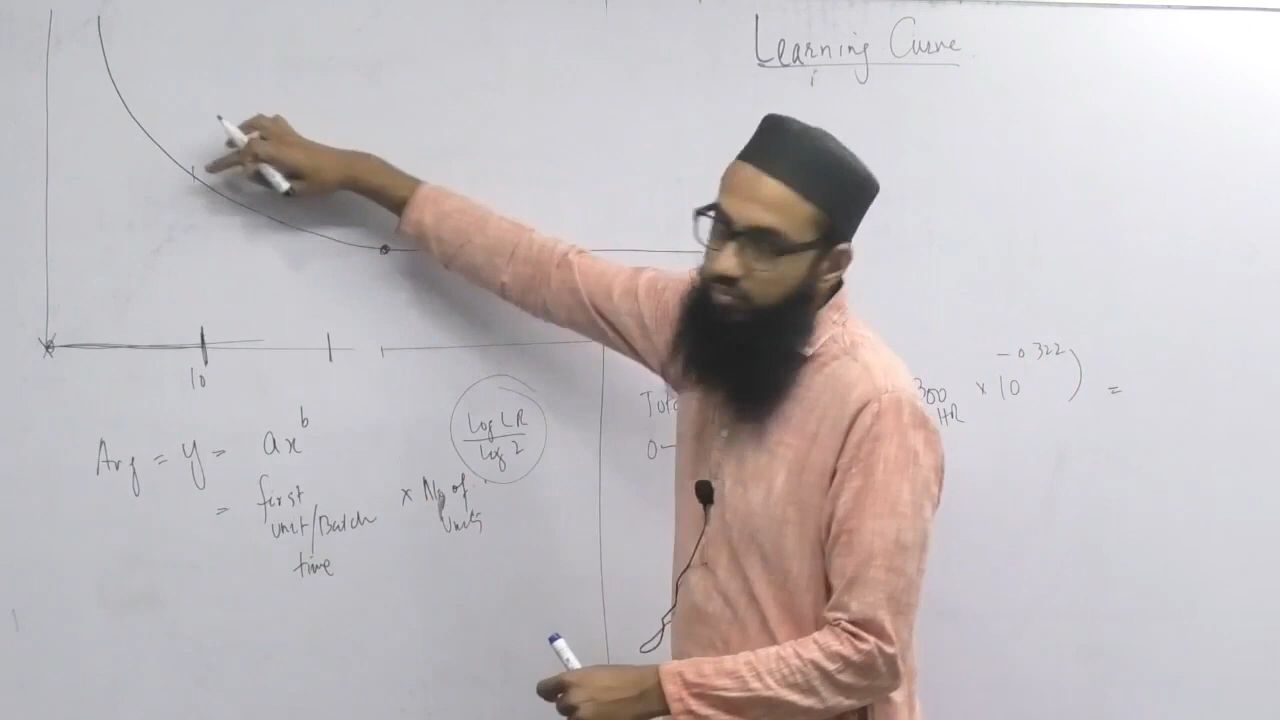 Learning Curve
10
Avg = y = ax^b
= first unit/Batch time × No of Units
log LR
log 2
300 HR × 10^-0.322) =
0-